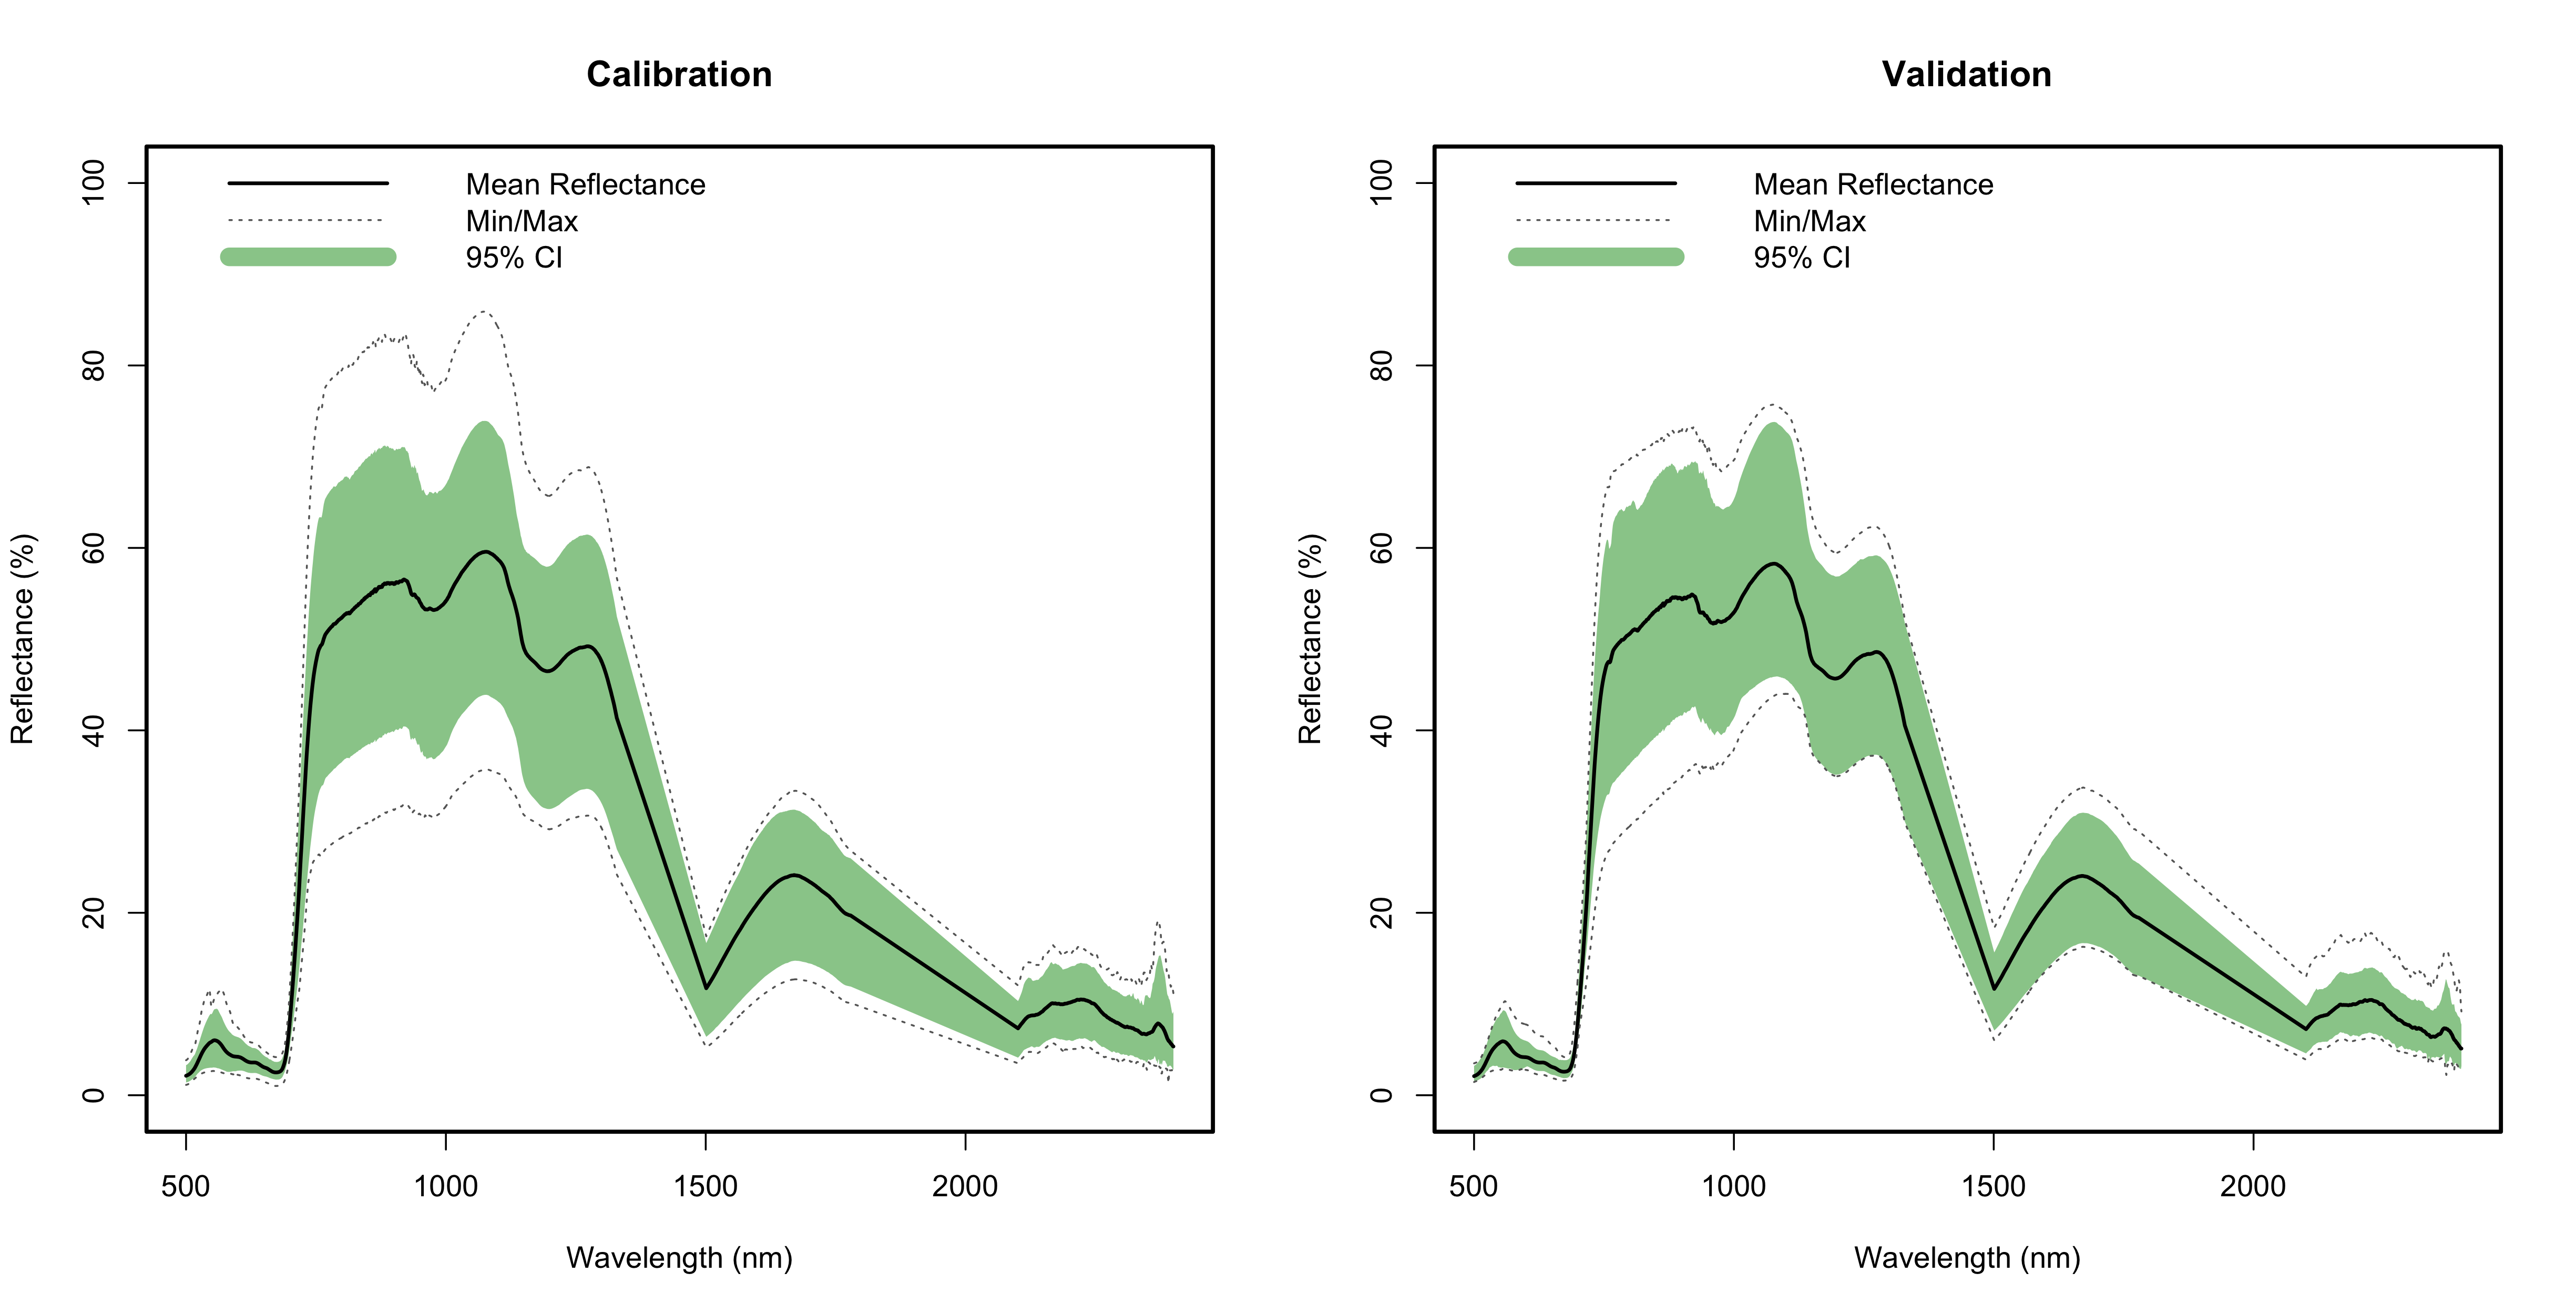 Calibration
Mean Reflectance
Min/Max
95% CI
Reflectance (%)
100
80
60
40
20
0
500 1000 1500 2000
Wavelength (nm)
Validation
Mean Reflectance
Min/Max
95% CI
Reflectance (%)
100
80
60
40
20
0
500 1000 1500 2000
Wavelength (nm)